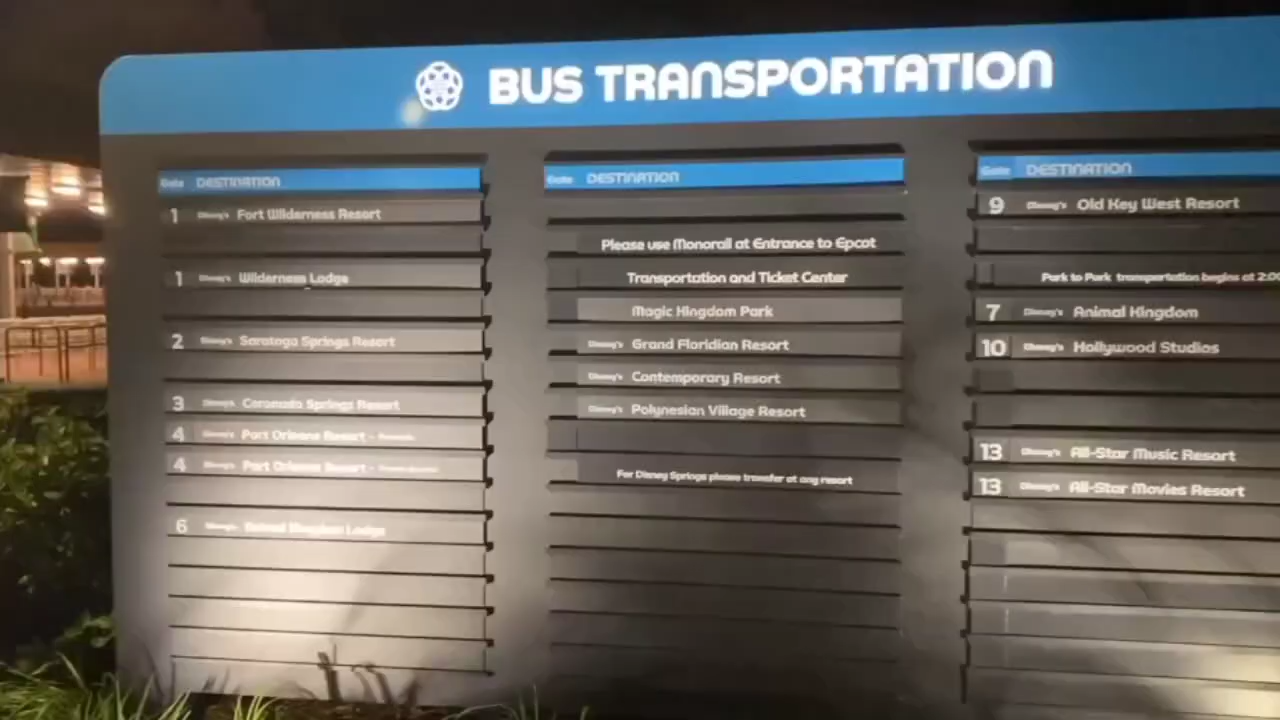 BUS TRANSPORTATION
Gate DESTINATION
1 Disney's Fort Wilderness Resort
1 Disney's Wilderness Lodge
2 Disney's Saratoga Springs Resort
3 Disney's Coronado Springs Resort
4 Disney's Port Orleans Resort -
4 Disney's Port Orleans Resort -
6 Disney's Animal Kingdom Lodge
Gate DESTINATION
Please use Monorail at Entrance to Epcot
Transportation and Ticket Center
Magic Kingdom Park
Disney's Grand Floridian Resort
Disney's Contemporary Resort
Disney's Polynesian Village Resort
For Disney Springs please transfer at any resort
Gate DESTINATION
9 Disney's Old Key West Resort
Park to Park transportation begins at 2:00
7 Disney's Animal Kingdom
10 Disney's Hollywood Studios
13 Disney's All-Star Music Resort
13 Disney's All-Star Movies Resort